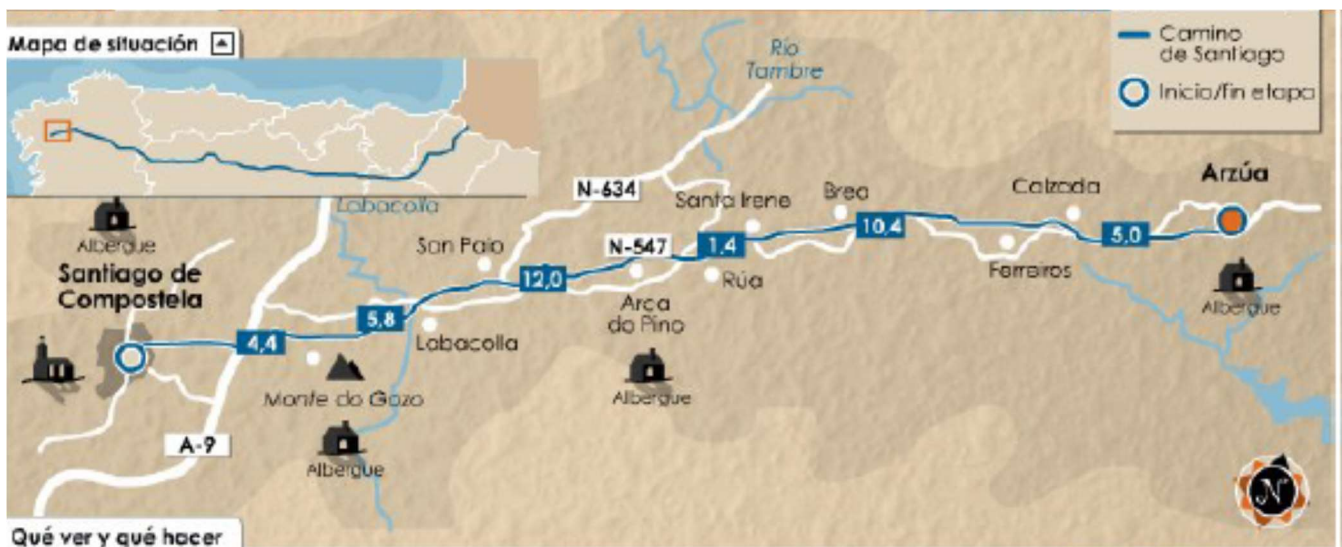 Mapa de situación
Camino
de Santiago
Inicio/fin etapa
Río
Tambre
N-634
Labacolla
Albergue
Santiago de
Compostela
San Paio
N-547
Santa Irene
Brea
Calzada
Arzúa
1.4
10,4
5,0
12,0
Rúa
Ferreiros
Albergue
Arca
do Pino
5,8
Labacolla
4,4
Monte do Gozo
Albergue
A-9
Albergue
N
Qué ver y qué hacer